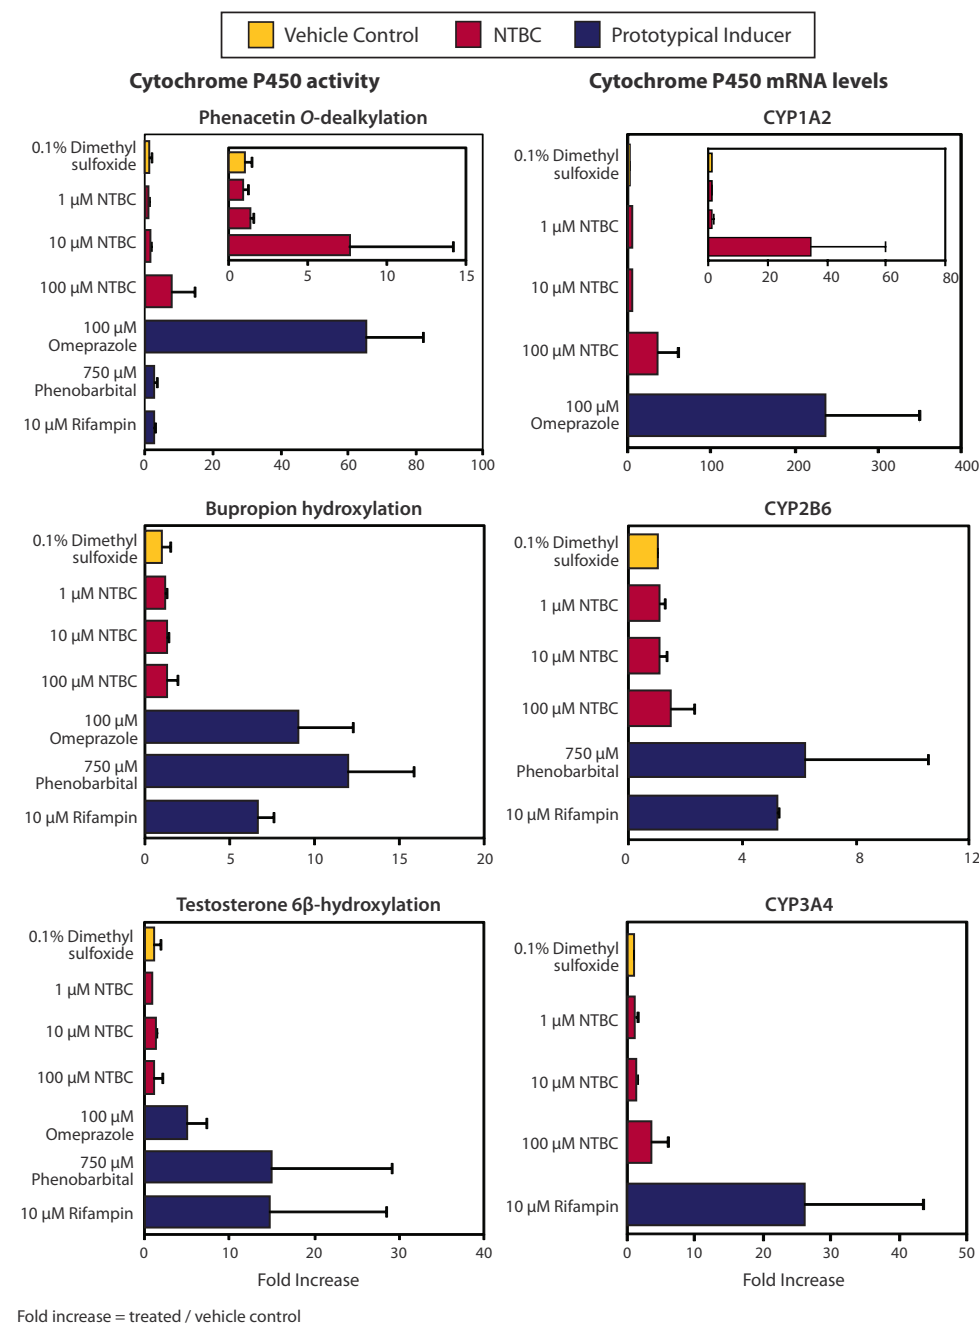 Vehicle Control NTBC Prototypical Inducer
Cytochrome P450 activity
Phenacetin O-dealkylation
0.1% Dimethyl
sulfoxide
1 µM NTBC
10 µM NTBC
100 µM NTBC
100 µM
Omeprazole
750 µM
Phenobarbital
10 µM Rifampin
0 5 10 15
0 20 40 60 80 100
Bupropion hydroxylation
0.1% Dimethyl
sulfoxide
1 µM NTBC
10 µM NTBC
100 µM NTBC
100 µM
Omeprazole
750 µM
Phenobarbital
10 µM Rifampin
0 5 10 15 20
Testosterone 6β-hydroxylation
0.1% Dimethyl
sulfoxide
1 µM NTBC
10 µM NTBC
100 µM NTBC
100 µM
Omeprazole
750 µM
Phenobarbital
10 µM Rifampin
0 10 20 30 40
Fold Increase
Cytochrome P450 mRNA levels
CYP1A2
0.1% Dimethyl
sulfoxide
1 µM NTBC
10 µM NTBC
100 µM NTBC
100 µM
Omeprazole
0 20 40 60 80
0 100 200 300 400
CYP2B6
0.1% Dimethyl
sulfoxide
1 µM NTBC
10 µM NTBC
100 µM NTBC
750 µM
Phenobarbital
10 µM Rifampin
0 4 8 12
CYP3A4
0.1% Dimethyl
sulfoxide
1 µM NTBC
10 µM NTBC
100 µM NTBC
10 µM Rifampin
0 10 20 30 40 50
Fold Increase
Fold increase = treated / vehicle control